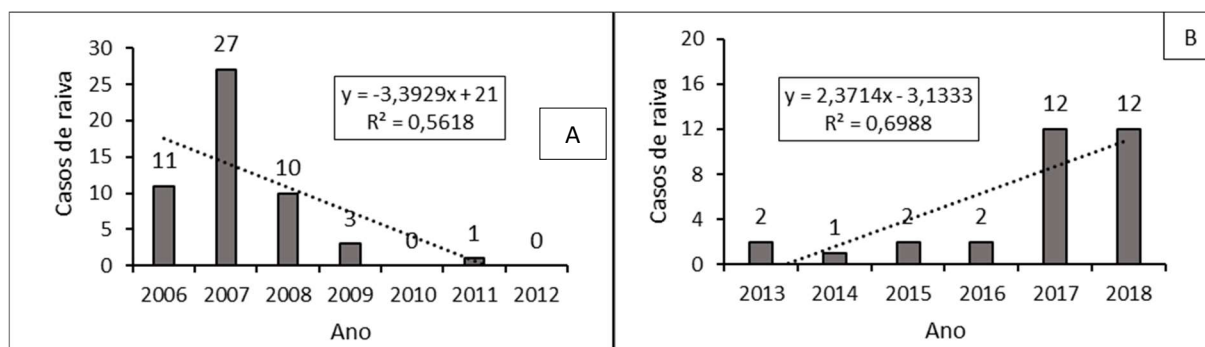 A
Casos de raiva
30
25
20
15
10
5
0
11
27
10
3
0
1
0
y = -3,3929x + 21
R² = 0,5618
2006 2007 2008 2009 2010 2011 2012
Ano
B
Casos de raiva
20
16
12
8
4
0
2
1
2
2
12
12
y = 2,3714x - 3,1333
R² = 0,6988
2013 2014 2015 2016 2017 2018
Ano